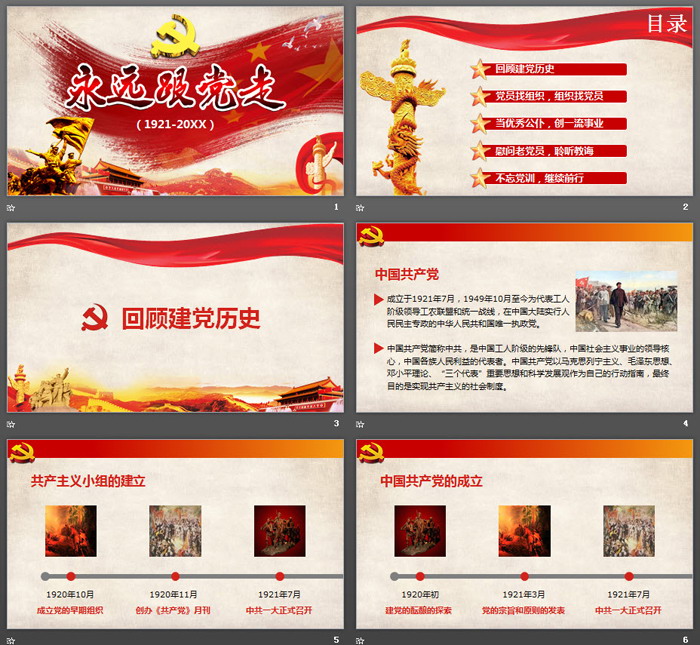 永远跟党走
(1921-20XX)
1
目录
回顾建党历史
党员找组织，组织找党员
当优秀公仆，创一流事业
慰问老党员，聆听教诲
不忘党训，继续前行
2
回顾建党历史
3
中国共产党
成立于1921年7月，1949年10月至今为代表工人
阶级领导工农联盟和统一战线，在中国大陆实行人
民民主专政的中华人民共和国唯一执政党。
中国共产党简称中共，是中国工人阶级的先锋队，中国社会主义事业的领导核
心，中国各族人民利益的代表者。中国共产党以马克思列宁主义、毛泽东思想、
邓小平理论、“三个代表”重要思想和科学发展观作为自己的行动指南，最终
目的是实现共产主义的社会制度。
4
共产主义小组的建立
1920年10月
成立党的早期组织
1920年11月
创办《共产党》月刊
1921年7月
中共一大正式召开
5
中国共产党的成立
1920年初
建党的酝酿的探索
1921年3月
党的宗旨和原则的发表
1921年7月
中共一大正式召开
6